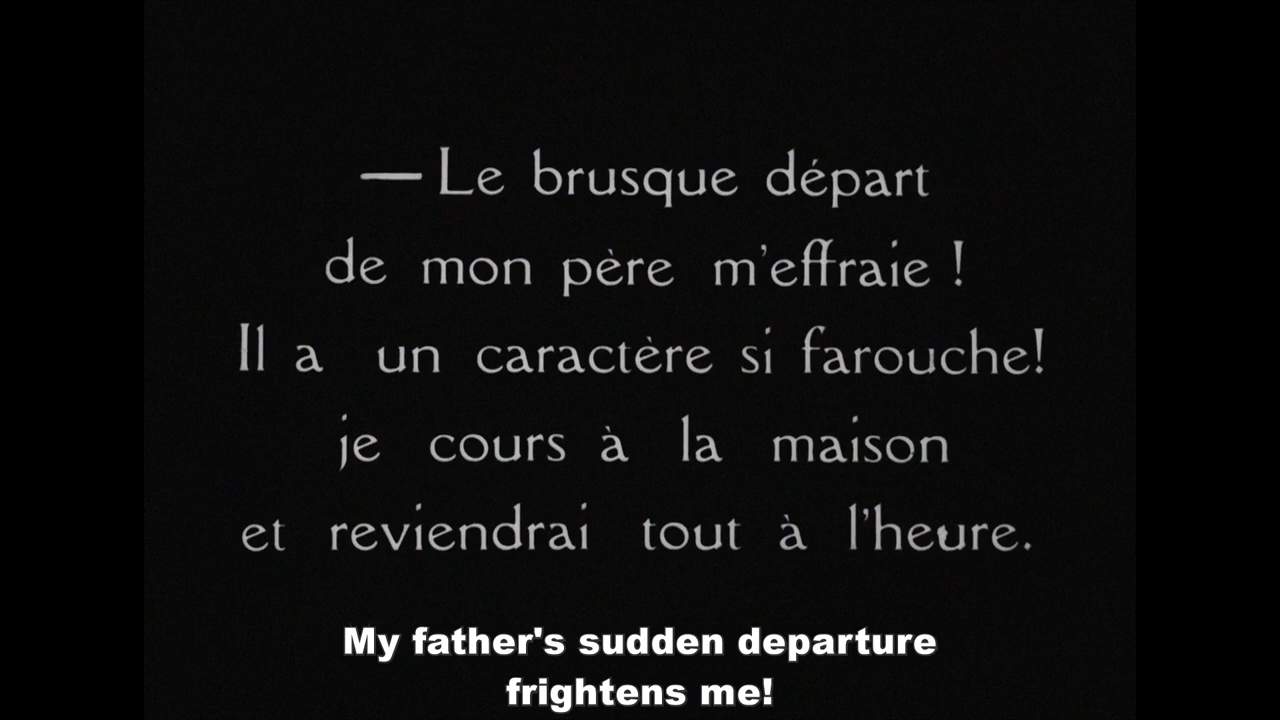 — Le brusque départ
de mon père m'effraie !
Il a un caractère si farouche!
je cours à la maison
et reviendrai tout à l'heure.
My father's sudden departure
frightens me!